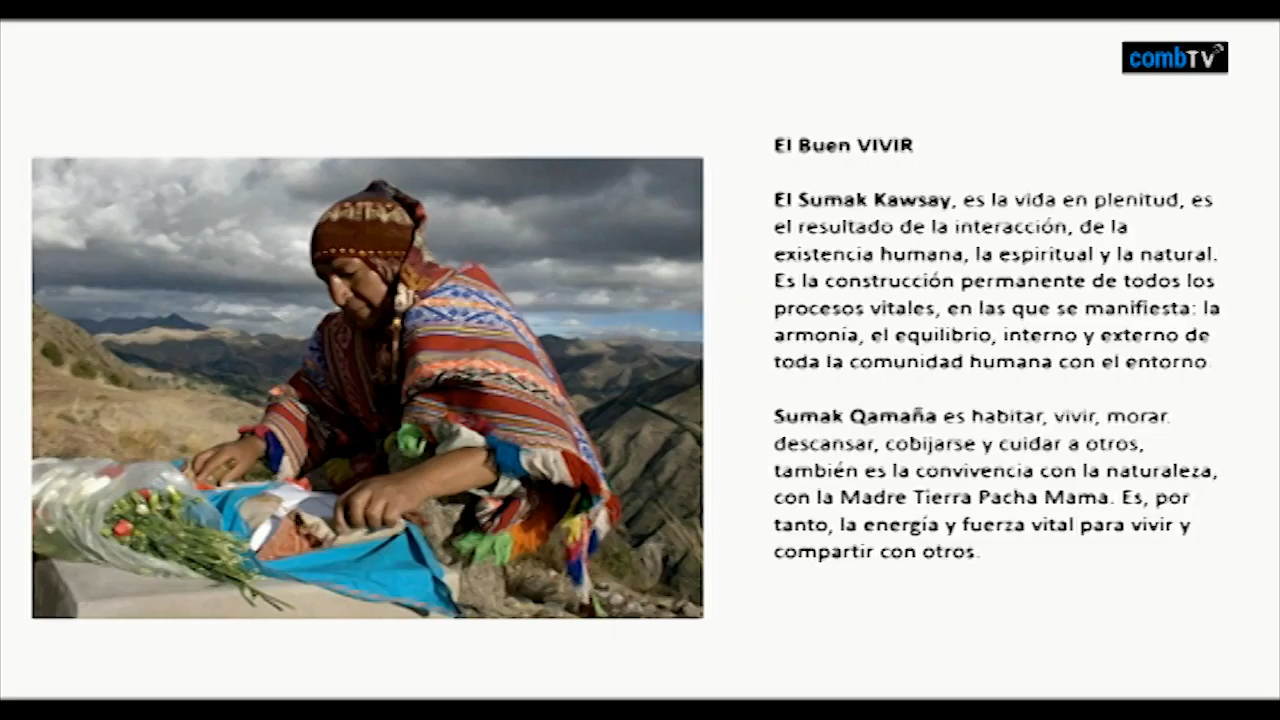 combTV
El Buen VIVIR
El Sumak Kawsay, es la vida en plenitud, es
el resultado de la interacción, de la
existencia humana, la espiritual y la natural.
Es la construcción permanente de todos los
procesos vitales, en las que se manifiesta: la
armonía, el equilibrio, interno y externo de
toda la comunidad humana con el entorno.
Sumak Qamaña es habitar, vivir, morar.
descansar, cobijarse y cuidar a otros,
también es la convivencia con la naturaleza,
con la Madre Tierra Pacha Mama. Es, por
tanto, la energía y fuerza vital para vivir y
compartir con otros.